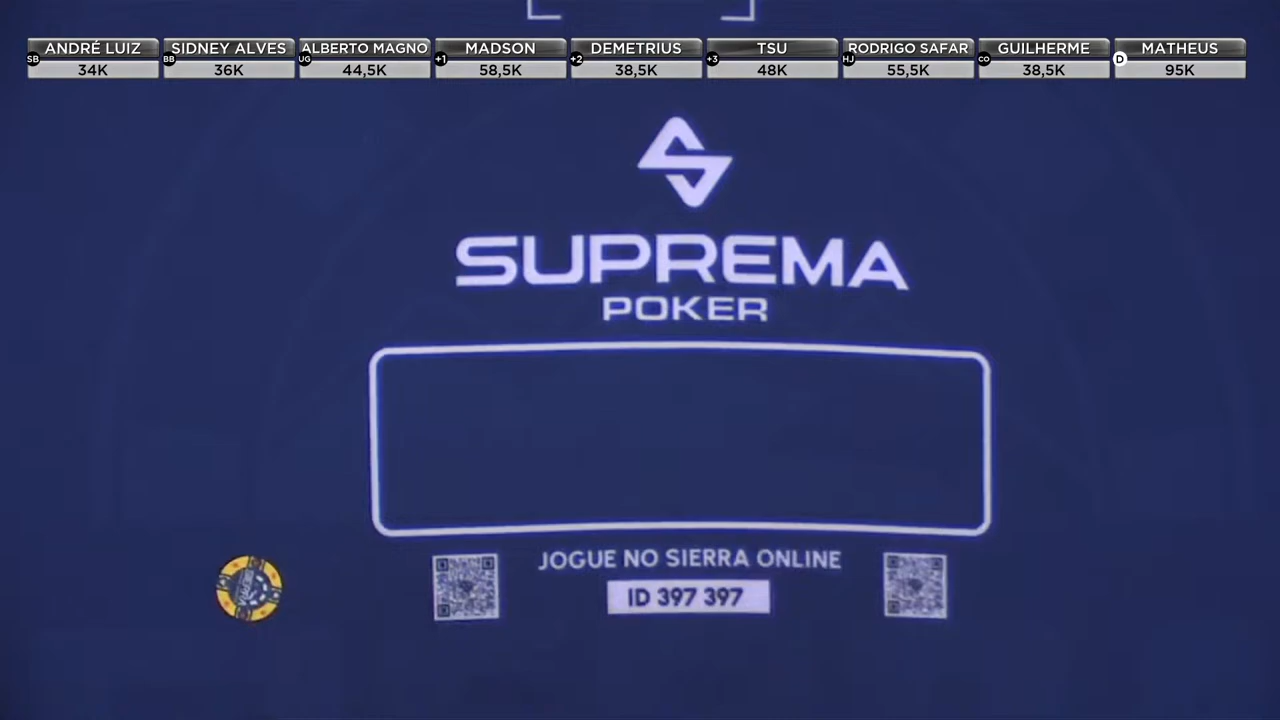 ANDRÉ LUIZ SIDNEY ALVES ALBERTO MAGNO MADSON DEMETRIUS TSU RODRIGO SAFAR GUILHERME MATHEUS
SB BB UG +1 +2 +3 HJ CO D
34K 36K 44,5K 58,5K 38,5K 48K 55,5K 38,5K 95K
SUPREMA
POKER
JOGUE NO SIERRA ONLINE
ID 397 397